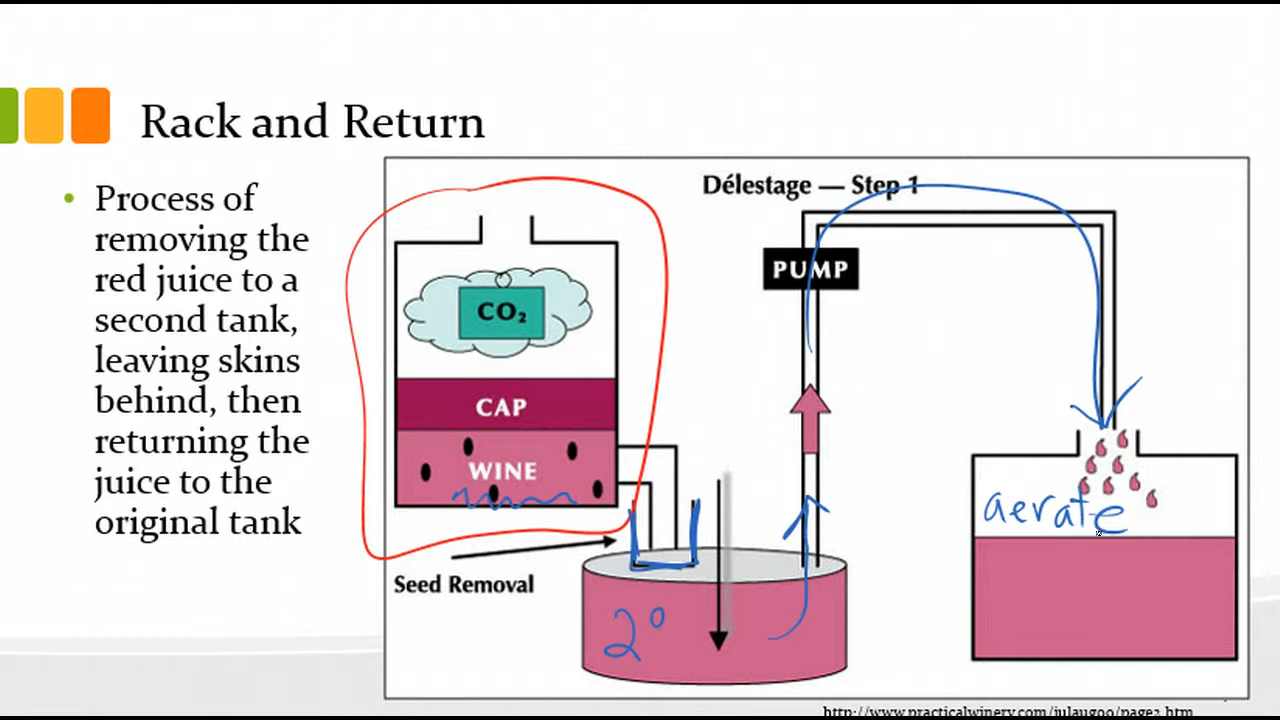 Rack and Return
• Process of
removing the
red juice to a
second tank,
leaving skins
behind, then
returning the
juice to the
original tank
Délestage — Step 1
PUMP
CO₂
CAP
WINE
aerate
Seed Removal
2°
http://www.practicalwinery.com/julaug00/page2.htm